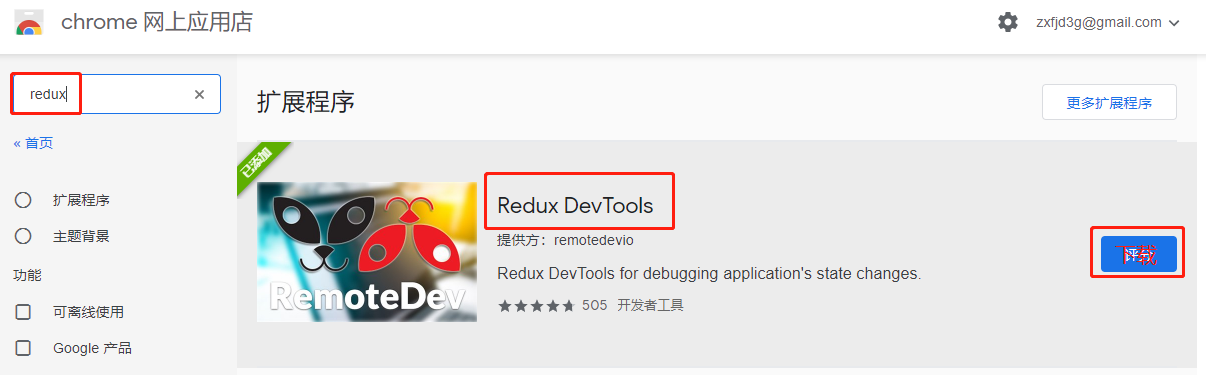 chrome 网上应用店
zxfjd3g@gmail.com
redux
« 首页
扩展程序
主题背景
功能
可离线使用
Google 产品
扩展程序
更多扩展程序
已添加
RemoteDev
Redux DevTools
提供方：remotedevio
Redux DevTools for debugging application's state changes.
505 开发者工具
评分
下载